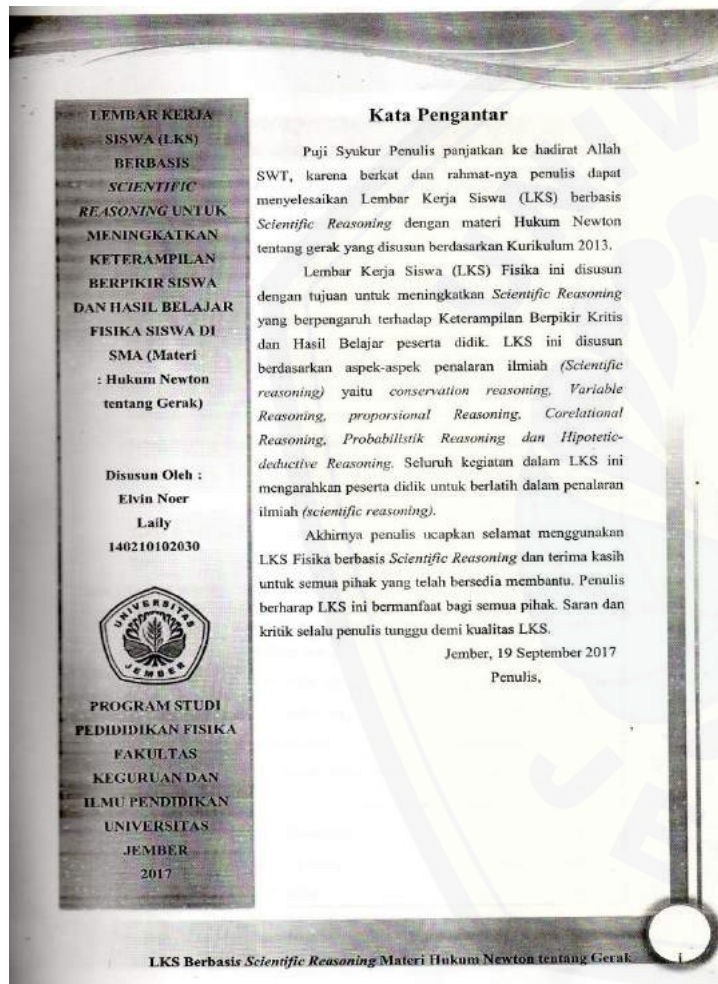 LEMBAR KERJA
SISWA (LKS)
BERBASIS
SCIENTIFIC
REASONING UNTUK
MENINGKATKAN
KETERAMPILAN
BERPIKIR SISWA
DAN HASIL BELAJAR
FISIKA SISWA DI
SMA (Materi
: Hukum Newton
tentang Gerak)
Disusun Oleh :
Elvin Noer
Laily
140210102030
UNIVERSITAS
JEMBER
PROGRAM STUDI
PEDIDIDIKAN FISIKA
FAKULTAS
KEGURUAN DAN
ILMU PENDIDIKAN
UNIVERSITAS
JEMBER
2017
Kata Pengantar
Puji Syukur Penulis panjatkan ke hadirat Allah
SWT, karena berkat dan rahmat-nya penulis dapat
menyelesaikan Lembar Kerja Siswa (LKS) berbasis
Scientific Reasoning dengan materi Hukum Newton
tentang gerak yang disusun berdasarkan Kurikulum 2013.
Lembar Kerja Siswa (LKS) Fisika ini disusun
dengan tujuan untuk meningkatkan Scientific Reasoning
yang berpengaruh terhadap Keterampilan Berpikir Kritis
dan Hasil Belajar peserta didik. LKS ini disusun
berdasarkan aspek-aspek penalaran ilmiah (Scientific
reasoning) yaitu conservation reasoning, Variable
Reasoning, proporsional Reasoning, Corelational
Reasoning, Probabilistik Reasoning dan Hipotetic-
deductive Reasoning. Seluruh kegiatan dalam LKS ini
mengarahkan peserta didik untuk berlatih dalam penalaran
ilmiah (scientific reasoning).
Akhirnya penulis ucapkan selamat menggunakan
LKS Fisika berbasis Scientific Reasoning dan terima kasih
untuk semua pihak yang telah bersedia membantu. Penulis
berharap LKS ini bermanfaat bagi semua pihak. Saran dan
kritik selalu penulis tunggu demi kualitas LKS.
Jember, 19 September 2017
Penulis,
LKS Berbasis Scientific Reasoning Materi Hukum Newton tentang Gerak
i